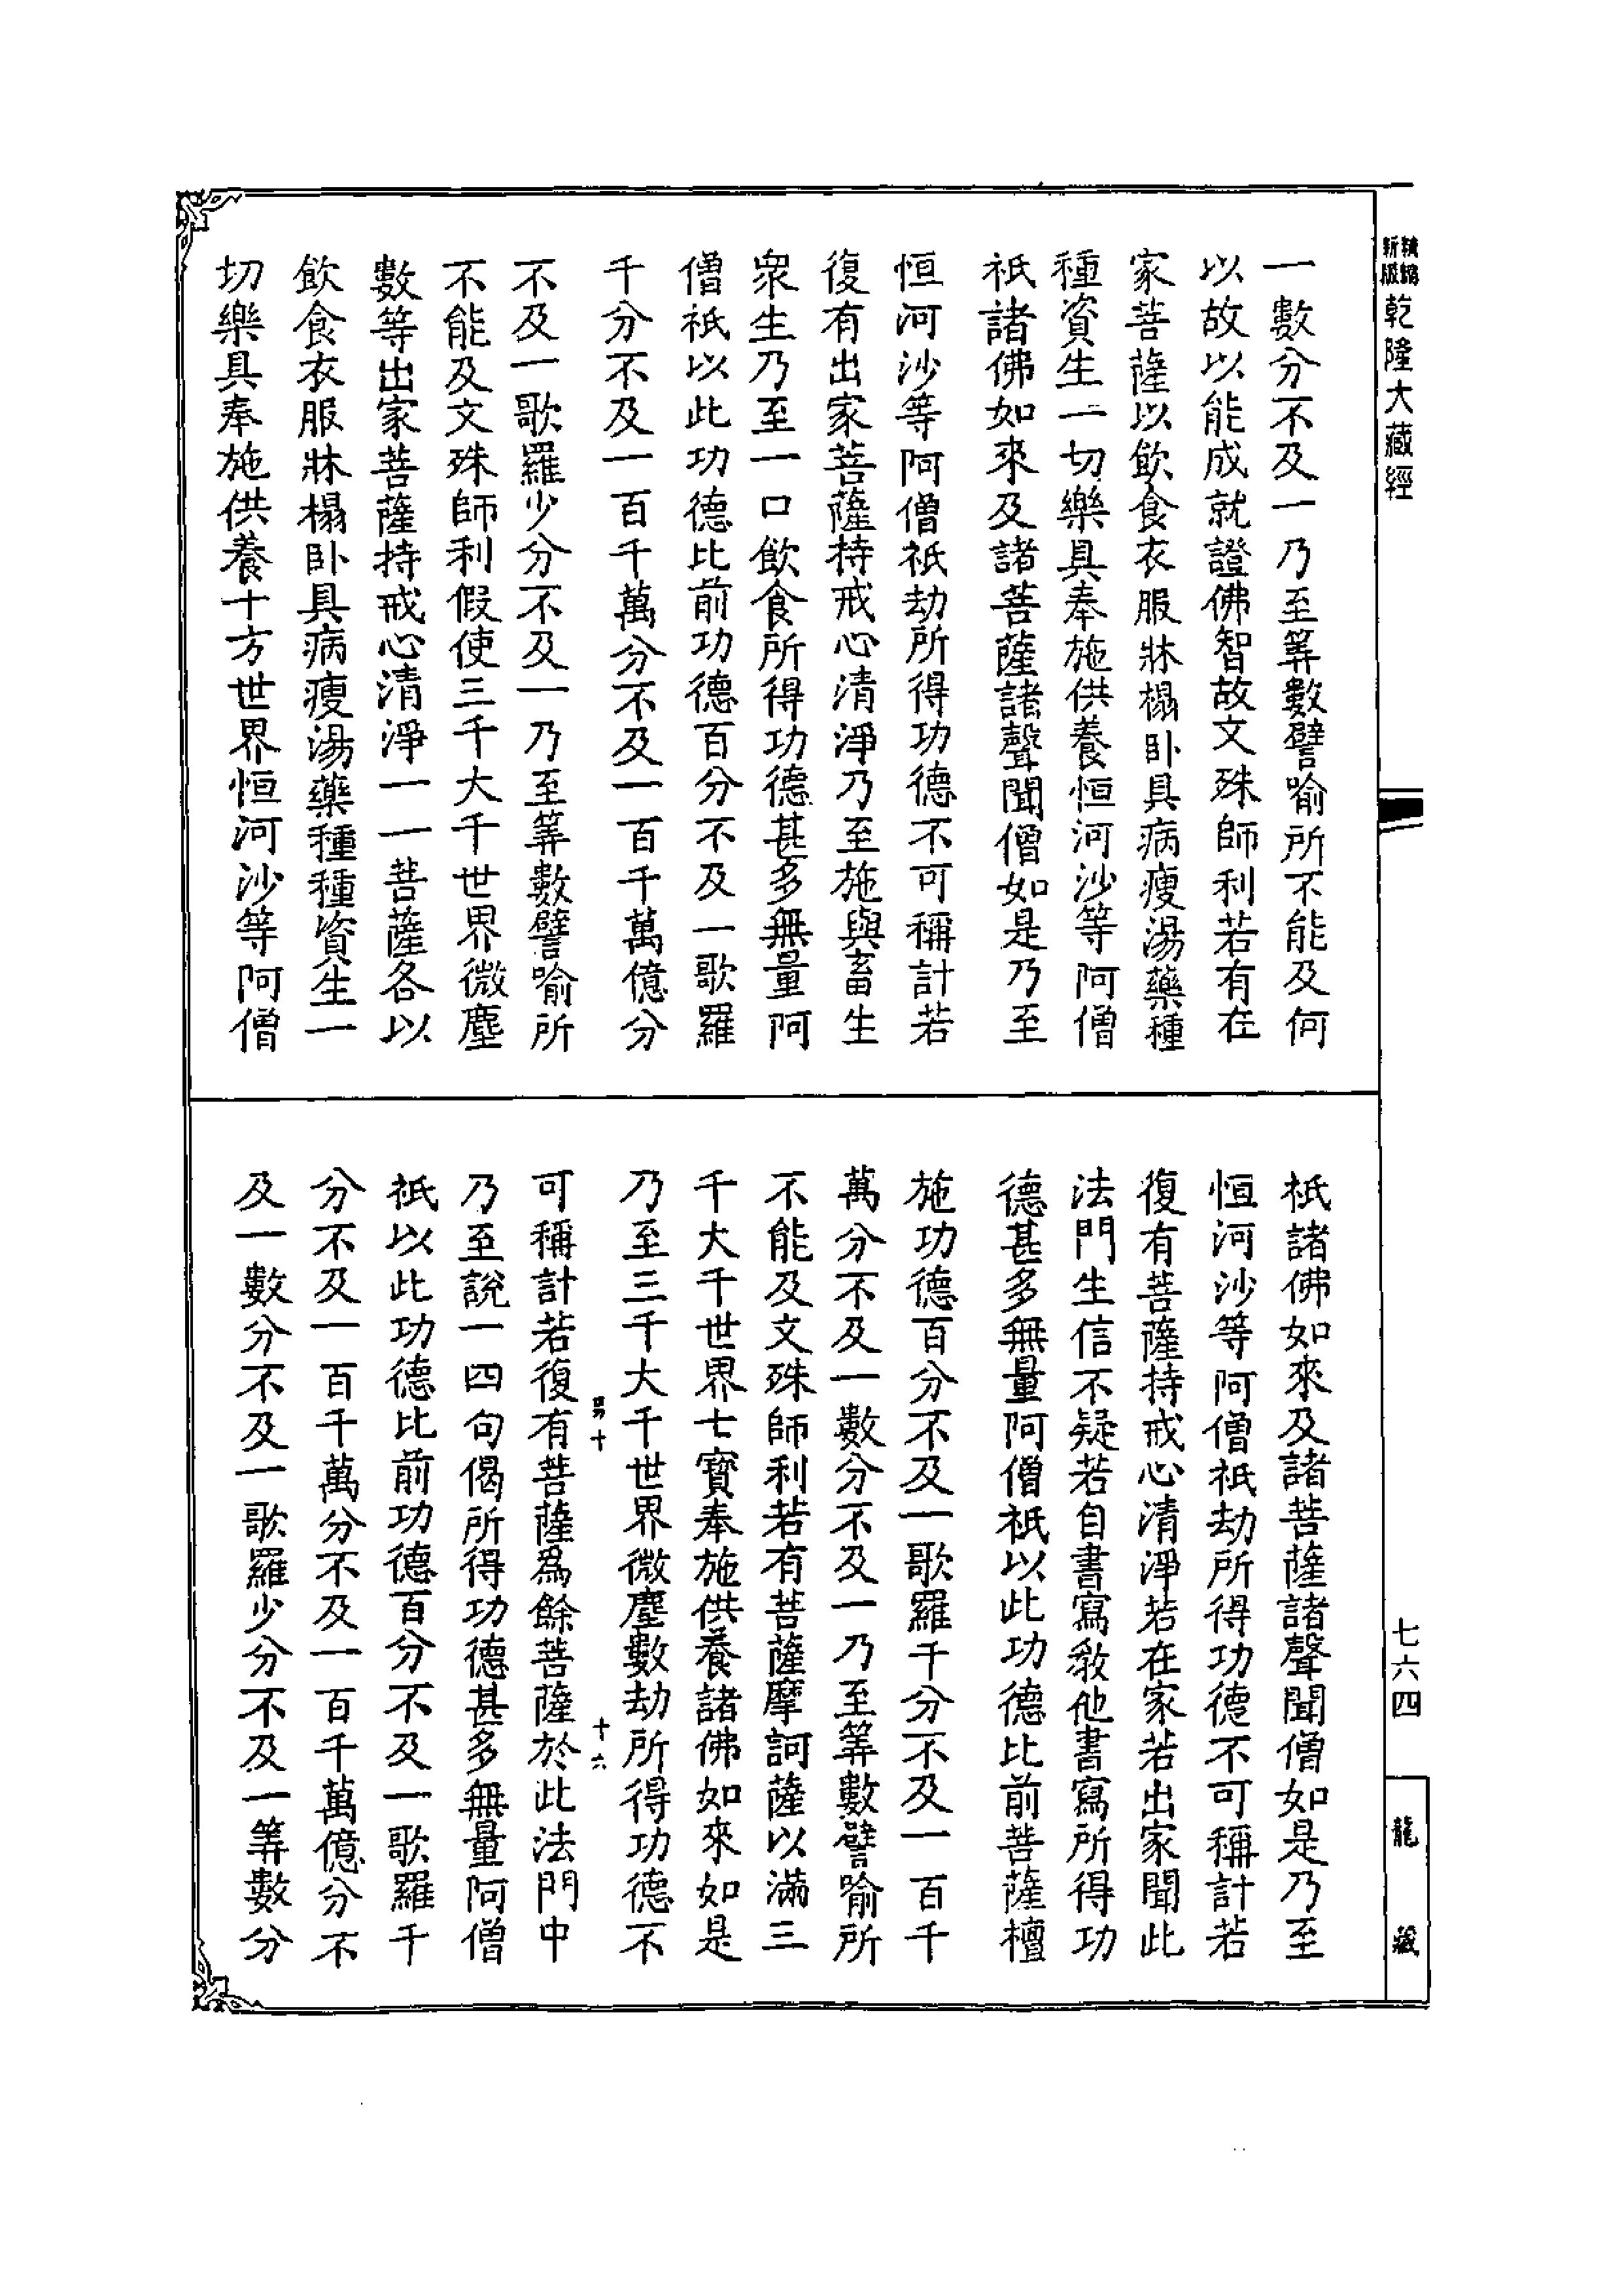 新版精縮
乾隆大藏經
一數分不及一乃至筭數譬喻所不能及何
以故以能成就證佛智故文殊師利若有在
家菩薩以飲食衣服牀榻卧具病瘦湯藥種
種資生一切樂具奉施供養恒河沙等阿僧
祇諸佛如來及諸菩薩諸聲聞僧如是乃至
恒河沙等阿僧祇劫所得功德不可稱計若
復有出家菩薩持戒心清淨乃至施與畜生
衆生乃至一口飲食所得功德甚多無量阿
僧祇以此功德比前功德百分不及一歌羅
千分不及一百千萬分不及一百千萬億分
不及一歌羅少分不及一乃至筭數譬喻所
不能及文殊師利假使三千大千世界微塵
數等出家菩薩持戒心清淨一一菩薩各以
飲食衣服牀榻卧具病瘦湯藥種種資生一
切樂具奉施供養十方世界恒河沙等阿僧
祇諸佛如來及諸菩薩諸聲聞僧如是乃至
恒河沙等阿僧祇劫所得功德不可稱計若
復有菩薩持戒心清淨若在家若出家聞此
法門生信不疑若自書寫敎他書寫所得功
德甚多無量阿僧祇以此功德比前菩薩檀
施功德百分不及一歌羅千分不及一百千
萬分不及一數分不及一乃至筭數譬喻所
不能及文殊師利若有菩薩摩訶薩以滿三
千大千世界七寳奉施供養諸佛如來如是
乃至三千大千世界微塵數劫所得功德不
十 十六
可稱計若復有菩薩爲餘菩薩於此法門中
乃至說一四句偈所得功德甚多無量阿僧
祇以此功德比前功德百分不及一歌羅千
分不及一百千萬分不及一百千萬億分不
及一數分不及一歌羅少分不及一筭數分
七六四
龍藏